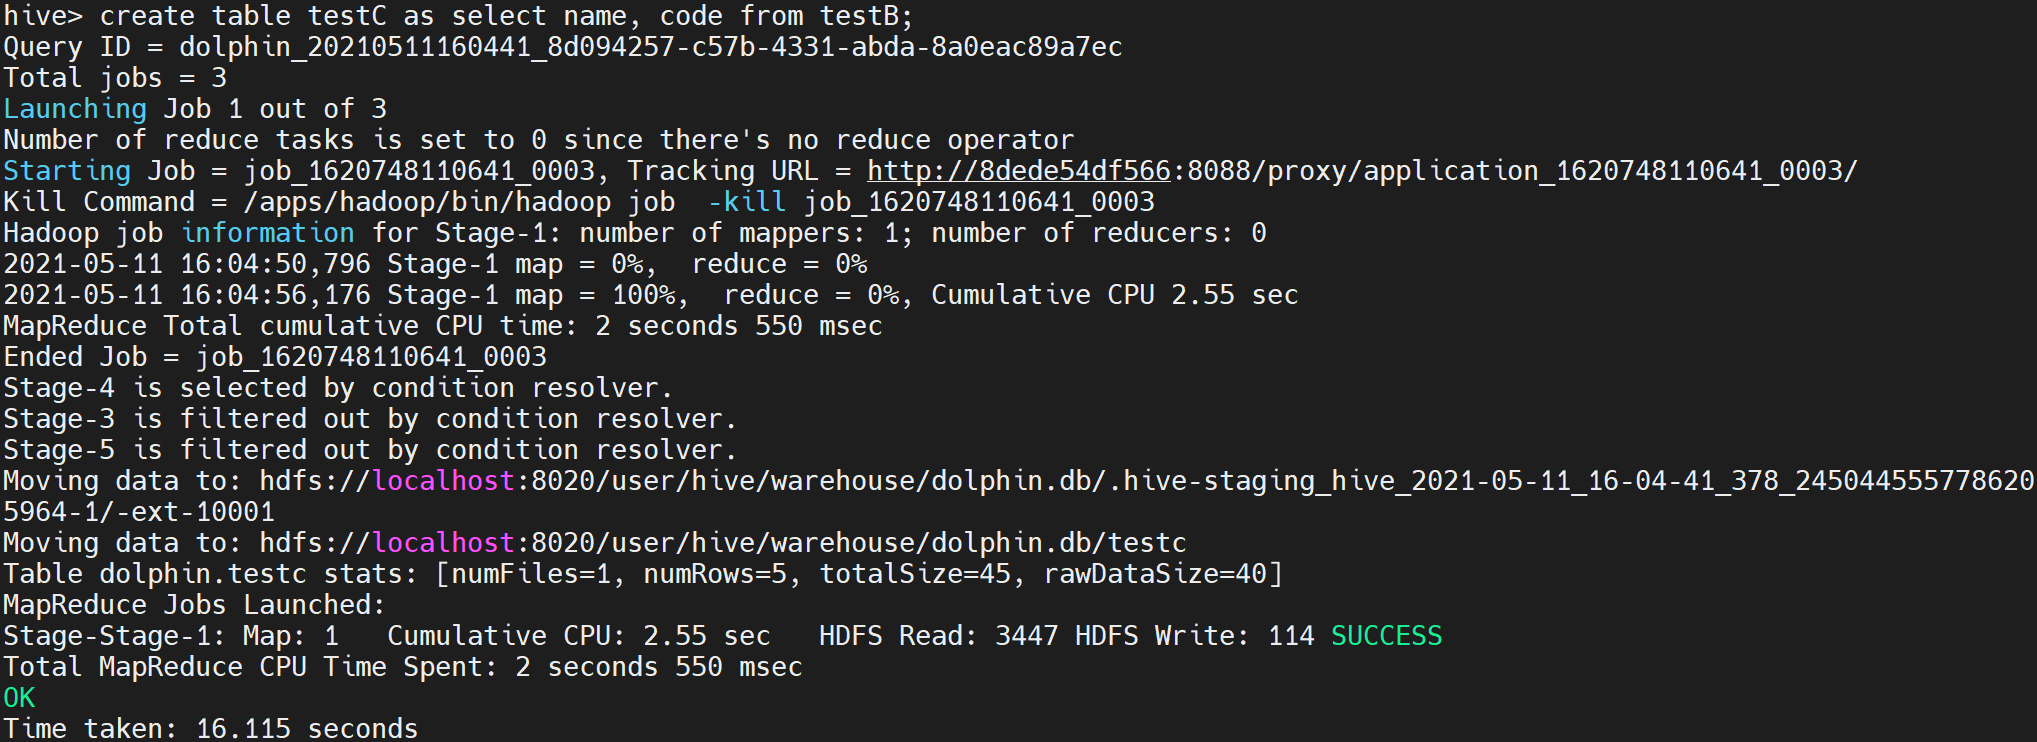 hive> create table testC as select name, code from testB;
Query ID = dolphin_20210511160441_8d094257-c57b-4331-abda-8a0eac89a7ec
Total jobs = 3
Launching Job 1 out of 3
Number of reduce tasks is set to 0 since there's no reduce operator
Starting Job = job_1620748110641_0003, Tracking URL = http://8dede54df566:8088/proxy/application_1620748110641_0003/
Kill Command = /apps/hadoop/bin/hadoop job  -kill job_1620748110641_0003
Hadoop job information for Stage-1: number of mappers: 1; number of reducers: 0
2021-05-11 16:04:50,796 Stage-1 map = 0%,  reduce = 0%
2021-05-11 16:04:56,176 Stage-1 map = 100%,  reduce = 0%, Cumulative CPU 2.55 sec
MapReduce Total cumulative CPU time: 2 seconds 550 msec
Ended Job = job_1620748110641_0003
Stage-4 is selected by condition resolver.
Stage-3 is filtered out by condition resolver.
Stage-5 is filtered out by condition resolver.
Moving data to: hdfs://localhost:8020/user/hive/warehouse/dolphin.db/.hive-staging_hive_2021-05-11_16-04-41_378_245044555778620
5964-1/-ext-10001
Moving data to: hdfs://localhost:8020/user/hive/warehouse/dolphin.db/testc
Table dolphin.testc stats: [numFiles=1, numRows=5, totalSize=45, rawDataSize=40]
MapReduce Jobs Launched:
Stage-Stage-1: Map: 1   Cumulative CPU: 2.55 sec   HDFS Read: 3447 HDFS Write: 114 SUCCESS
Total MapReduce CPU Time Spent: 2 seconds 550 msec
OK
Time taken: 16.115 seconds